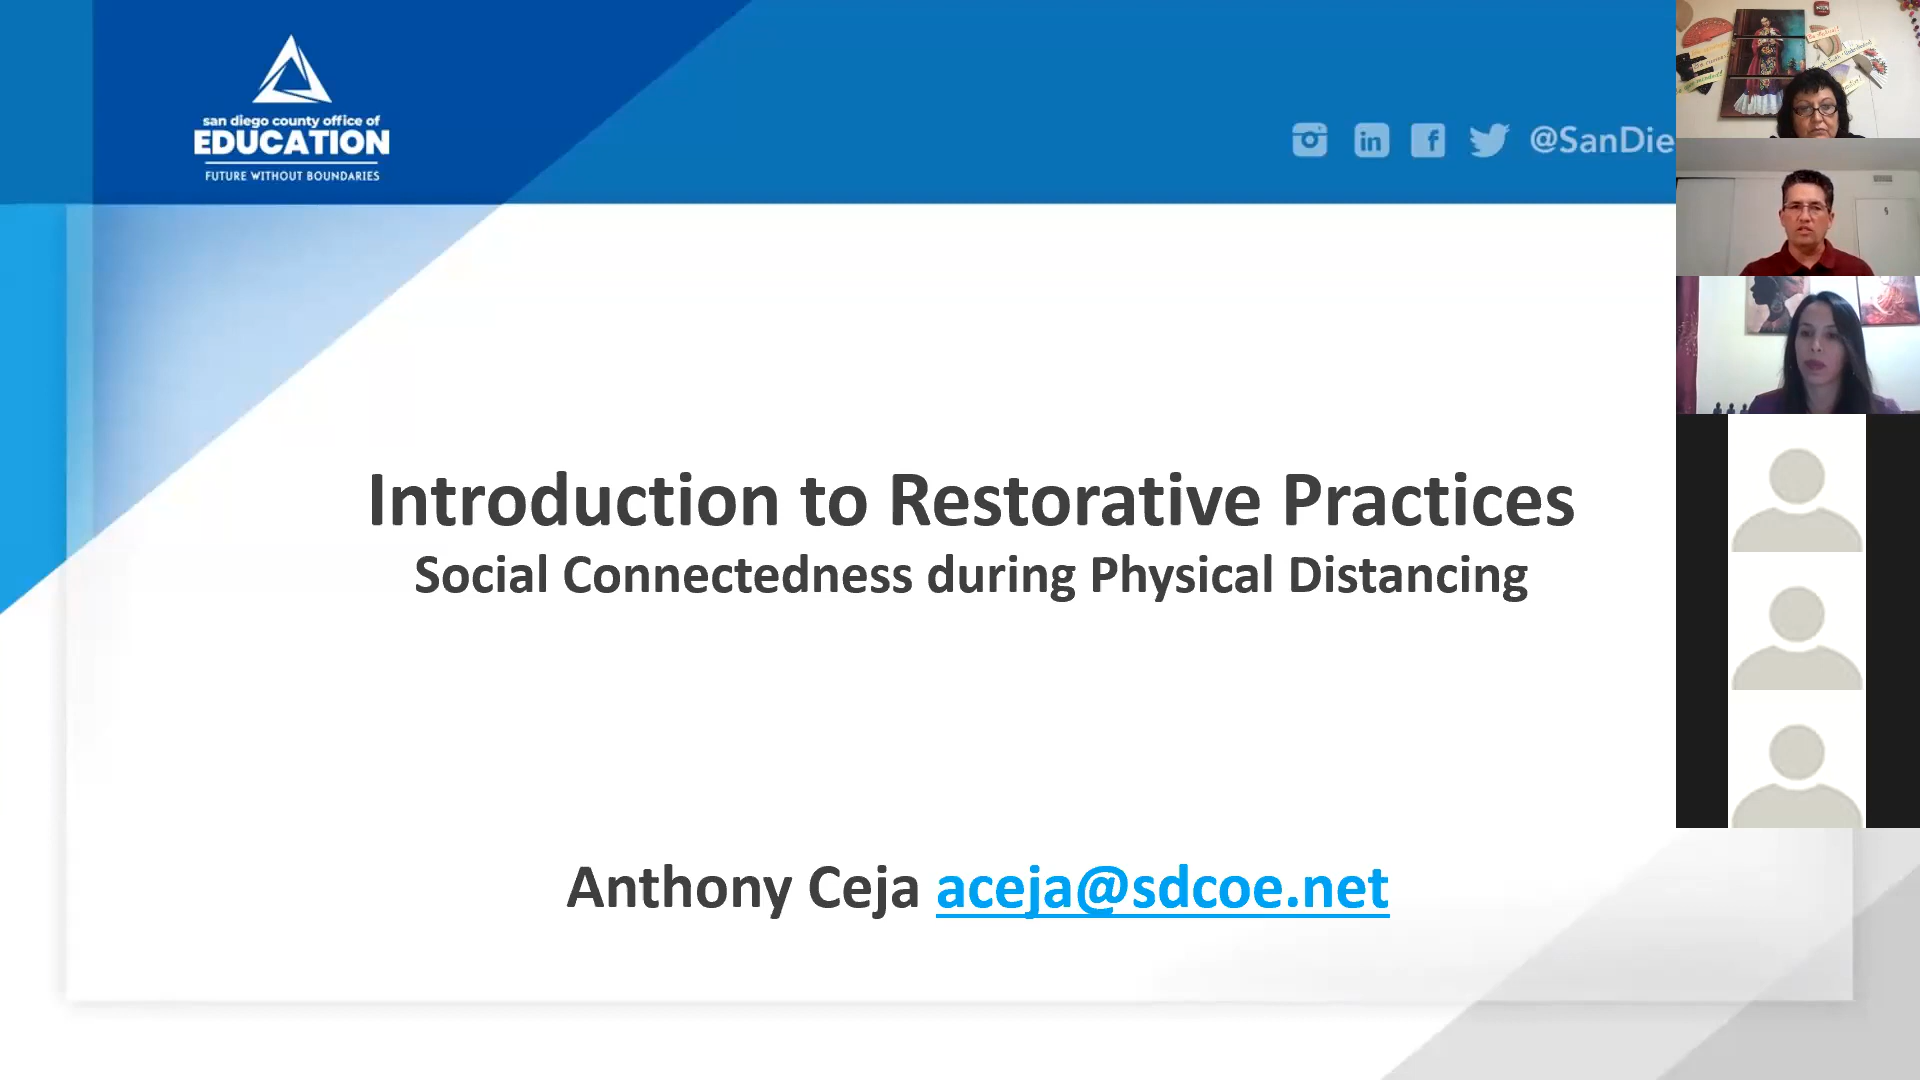 san diego county office of
EDUCATION
FUTURE WITHOUT BOUNDARIES
@SanDie
Introduction to Restorative Practices
Social Connectedness during Physical Distancing
Anthony Ceja aceja@sdcoe.net